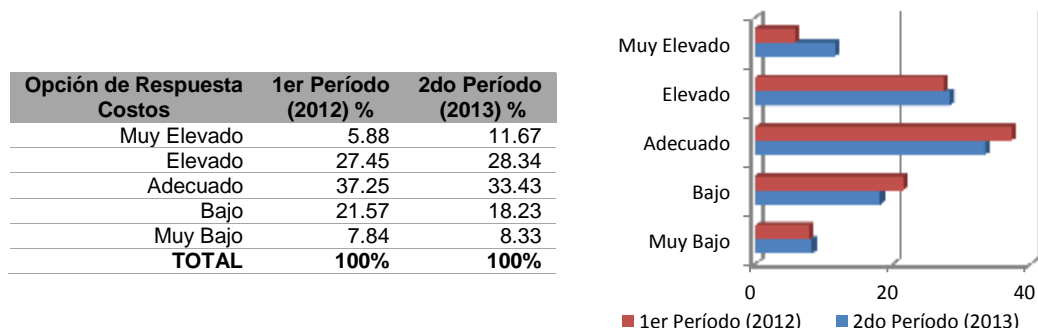 Opción de Respuesta Costos 1er Período (2012) % 2do Período (2013) %
Muy Elevado 5.88 11.67
Elevado 27.45 28.34
Adecuado 37.25 33.43
Bajo 21.57 18.23
Muy Bajo 7.84 8.33
TOTAL 100% 100%
Muy Elevado
Elevado
Adecuado
Bajo
Muy Bajo
0 20 40
1er Período (2012) 2do Período (2013)